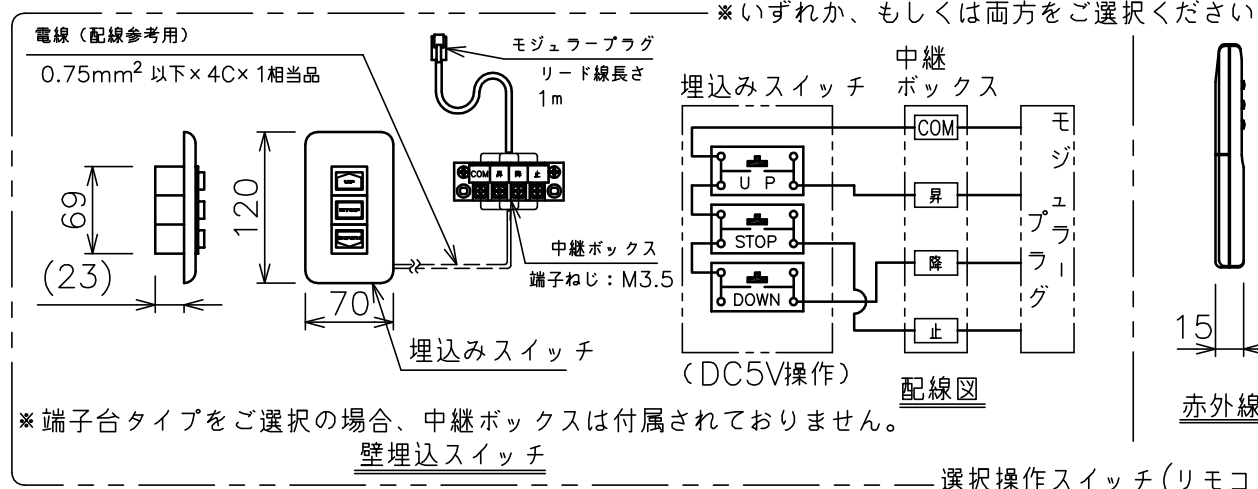 ※いずれか、もしくは両方をご選択ください
電線（配線参考用）
0.75mm² 以下×4C×1相当品
モジュラープラグ
リード線長さ
1m
69
(23)
120
70
UP
COM 昇 降 止
中継ボックス
端子ねじ：M3.5
埋込みスイッチ
埋込みスイッチ
中継
ボックス
COM
昇
降
止
UP
STOP
DOWN
モジュラープラグ
(DC5V操作)
配線図
15
赤外線
※端子台タイプをご選択の場合、中継ボックスは付属されておりません。
壁埋込スイッチ
選択操作スイッチ(リモコ